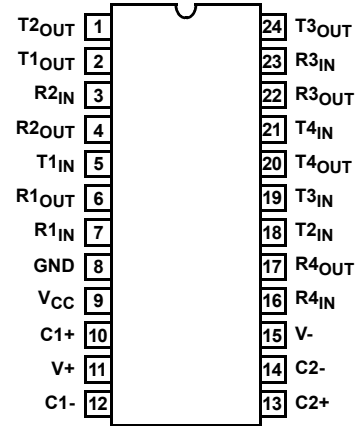 T2OUT 1 24 T3OUT
T1OUT 2 23 R3IN
R2IN 3 22 R3OUT
R2OUT 4 21 T4IN
T1IN 5 20 T4OUT
R1OUT 6 19 T3IN
R1IN 7 18 T2IN
GND 8 17 R4OUT
VCC 9 16 R4IN
C1+ 10 15 V-
V+ 11 14 C2-
C1- 12 13 C2+